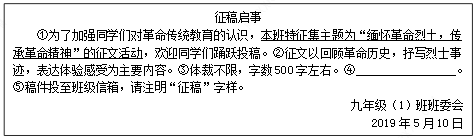 征稿启事
①为了加强同学们对革命传统教育的认识，本班特征集主题为“缅怀革命烈士，传
承革命精神”的征文活动，欢迎同学们踊跃投稿。②征文以回顾革命历史，抒写烈士事
迹，表达体验感受为主要内容。③体裁不限，字数500字左右。④________________。
⑤稿件投至班级信箱，请注明“征稿”字样。
九年级（1）班班委会
2019年5月10日